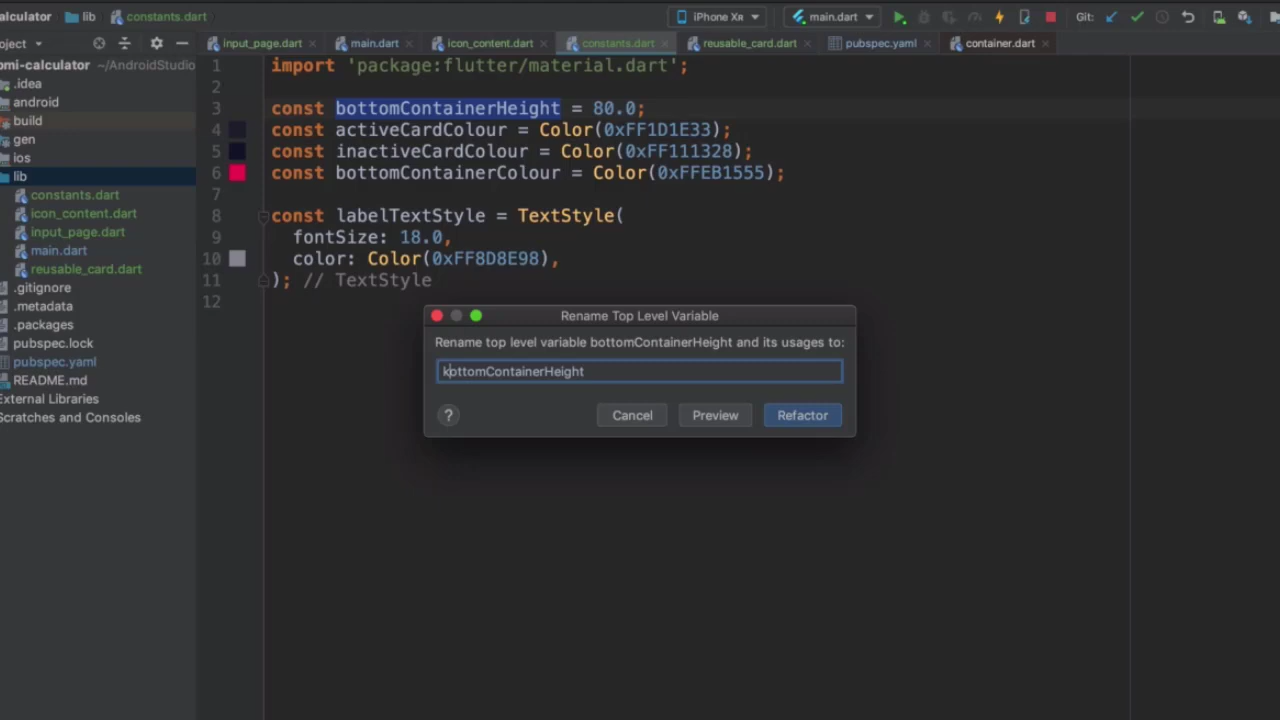 alculator lib constants.dart iPhone XR main.dart Git:
oject input_page.dart main.dart icon_content.dart constants.dart reusable_card.dart pubspec.yaml container.dart
omi-calculator ~/AndroidStudio
.idea
android
build
gen
ios
lib
constants.dart
icon_content.dart
input_page.dart
main.dart
reusable_card.dart
.gitignore
.metadata
.packages
pubspec.lock
pubspec.yaml
README.md
External Libraries
Scratches and Consoles
1 import 'package:flutter/material.dart';
2
3 const bottomContainerHeight = 80.0;
4 const activeCardColour = Color(0xFF1D1E33);
5 const inactiveCardColour = Color(0xFF111328);
6 const bottomContainerColour = Color(0xFFEB1555);
7
8 const labelTextStyle = TextStyle(
9 fontSize: 18.0,
10 color: Color(0xFF8D8E98),
11 ); // TextStyle
12
Rename Top Level Variable
Rename top level variable bottomContainerHeight and its usages to:
kottomContainerHeight
? Cancel Preview Refactor